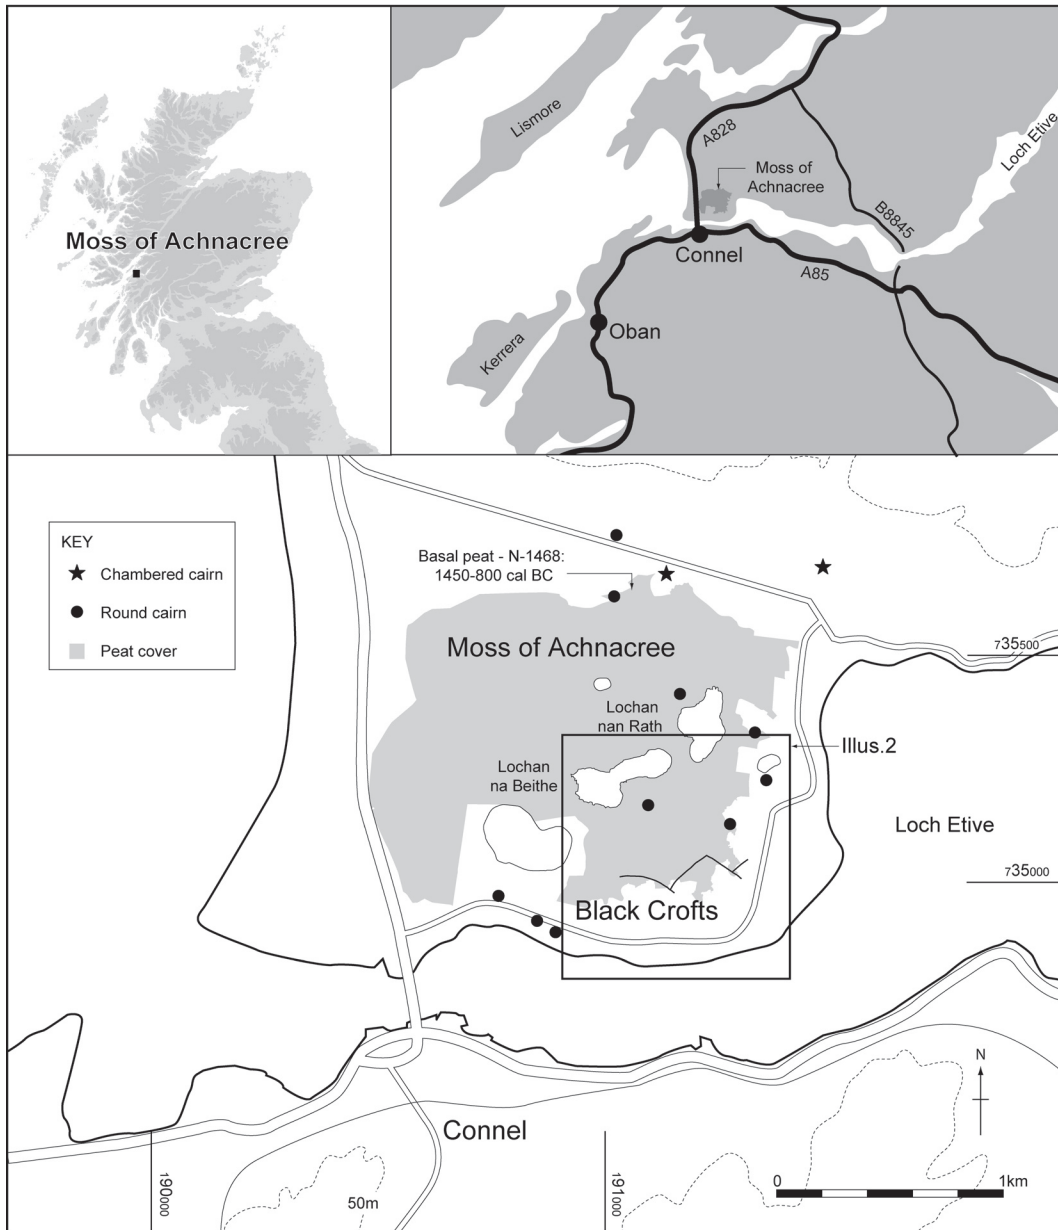 Moss of Achnacree
Lismore
A828
Moss of
Achnacree
Loch Etive
B8845
Connel
A85
Oban
Kerrera
KEY
Chambered cairn
Round cairn
Peat cover
Basal peat - N-1468:
1450-800 cal BC
Moss of Achnacree
735500
Lochan
nan Rath
Illus.2
Lochan
na Beithe
Loch Etive
735000
Black Crofts
N
Connel
0
1km
190000
191000
50m